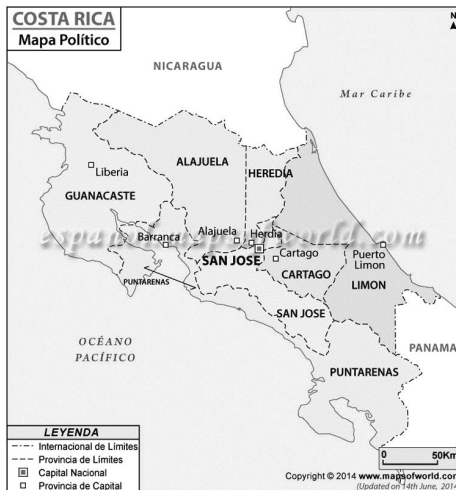 COSTA RICA
Mapa Político
N
NICARAGUA
Mar Caribe
ALAJUELA
HEREDIA
Liberia
GUANACASTE
Barranca
Alajuela
Herdia
SAN JOSE
Cartago
CARTAGO
Puerto
Limon
LIMON
PUNTARENAS
SAN JOSE
OCÉANO
PACÍFICO
PUNTARENAS
PANAMA
LEYENDA
Internacional de Limites
Provincia de Límites
Capital Nacional
Provincia de Capital
0 50Km
Copyright © 2014 www.mapsofworld.com
(Updated on 14th June, 2014